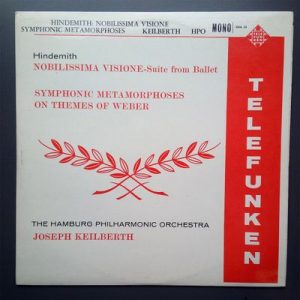 HINDEMITH: NOBILISSIMA VISIONE
SYMPHONIC METAMORPHOSES KEILBERTH HPO
MONO
Hindemith
NOBILISSIMA VISIONE-Suite from Ballet
SYMPHONIC METAMORPHOSES
ON THEMES OF WEBER
THE HAMBURG PHILHARMONIC ORCHESTRA
JOSEPH KEILBERTH
TELEFUNKEN